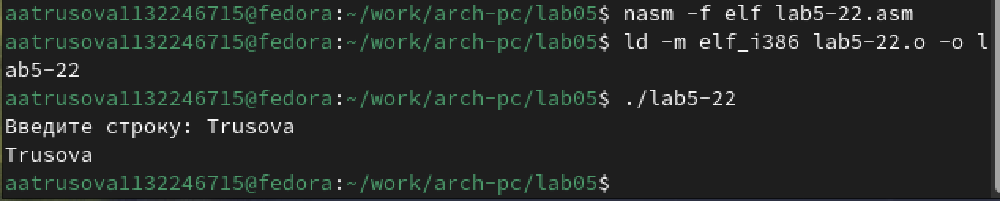 aatrusova1132246715@fedora:~/work/arch-pc/lab05$ nasm -f elf lab5-22.asm
aatrusova1132246715@fedora:~/work/arch-pc/lab05$ ld -m elf_i386 lab5-22.o -o l
ab5-22
aatrusova1132246715@fedora:~/work/arch-pc/lab05$ ./lab5-22
Введите строку: Trusova
Trusova
aatrusova1132246715@fedora:~/work/arch-pc/lab05$